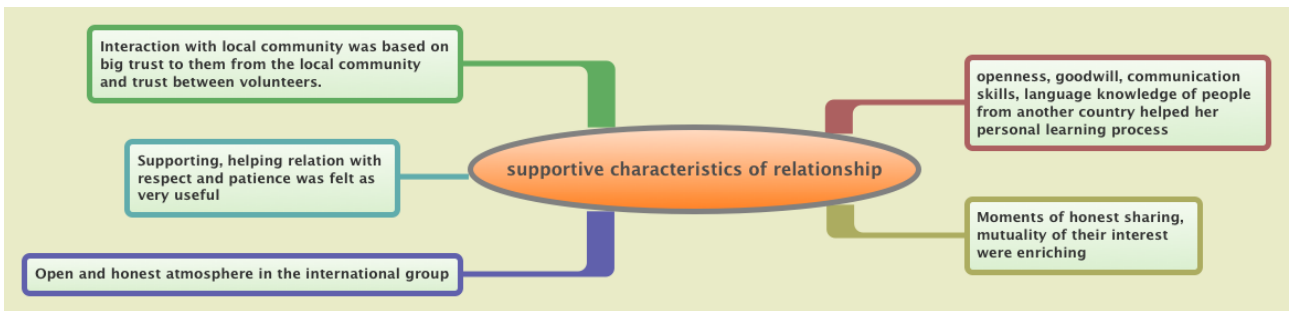 Interaction with local community was based on
big trust to them from the local community
and trust between volunteers.
Supporting, helping relation with
respect and patience was felt as
very useful
Open and honest atmosphere in the international group
supportive characteristics of relationship
openness, goodwill, communication
skills, language knowledge of people
from another country helped her
personal learning process
Moments of honest sharing,
mutuality of their interest
were enriching